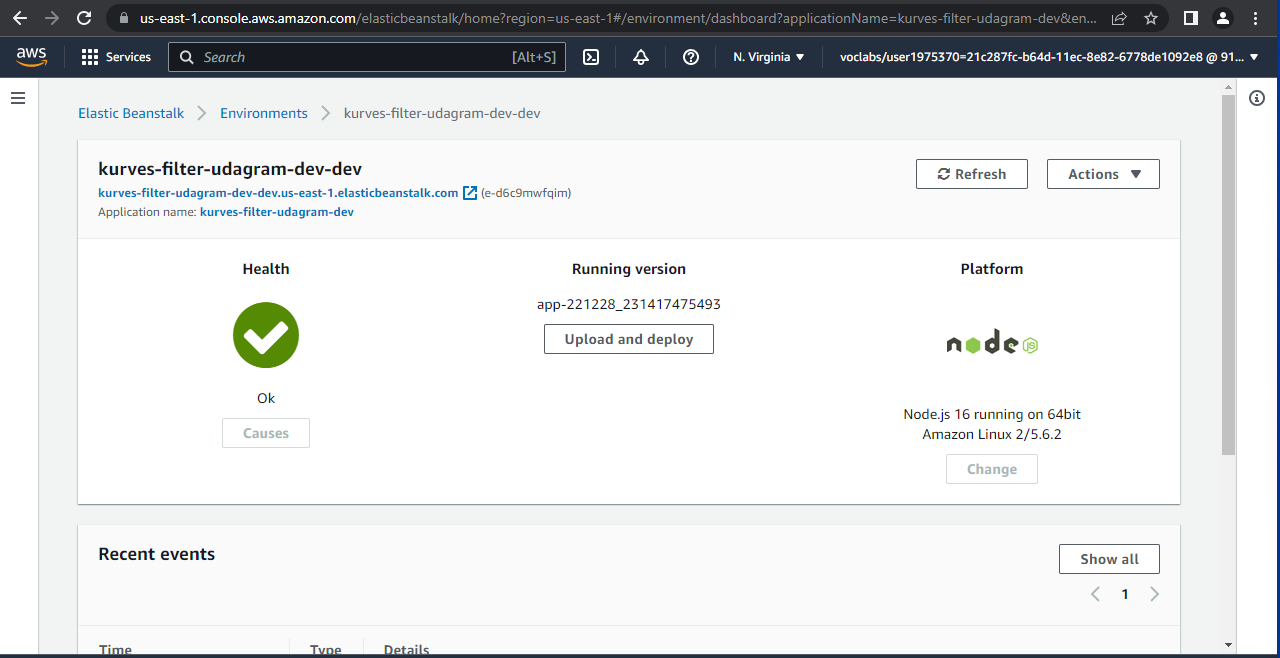 us-east-1.console.aws.amazon.com/elasticbeanstalk/home?region=us-east-1#/environment/dashboard?applicationName=kurves-filter-udagram-dev&en...
aws Services Search [Alt+S] N. Virginia voclabs/user1975370=21c287fc-b64d-11ec-8e82-6778de1092e8 @ 91...
Elastic Beanstalk Environments kurves-filter-udagram-dev-dev
kurves-filter-udagram-dev-dev
kurves-filter-udagram-dev-dev.us-east-1.elasticbeanstalk.com (e-d6c9mwfqim)
Application name: kurves-filter-udagram-dev
Refresh Actions
Health
Ok
Causes
Running version
app-221228_231417475493
Upload and deploy
Platform
node JS
Node.js 16 running on 64bit
Amazon Linux 2/5.6.2
Change
Recent events
Show all
1
Time Type Details